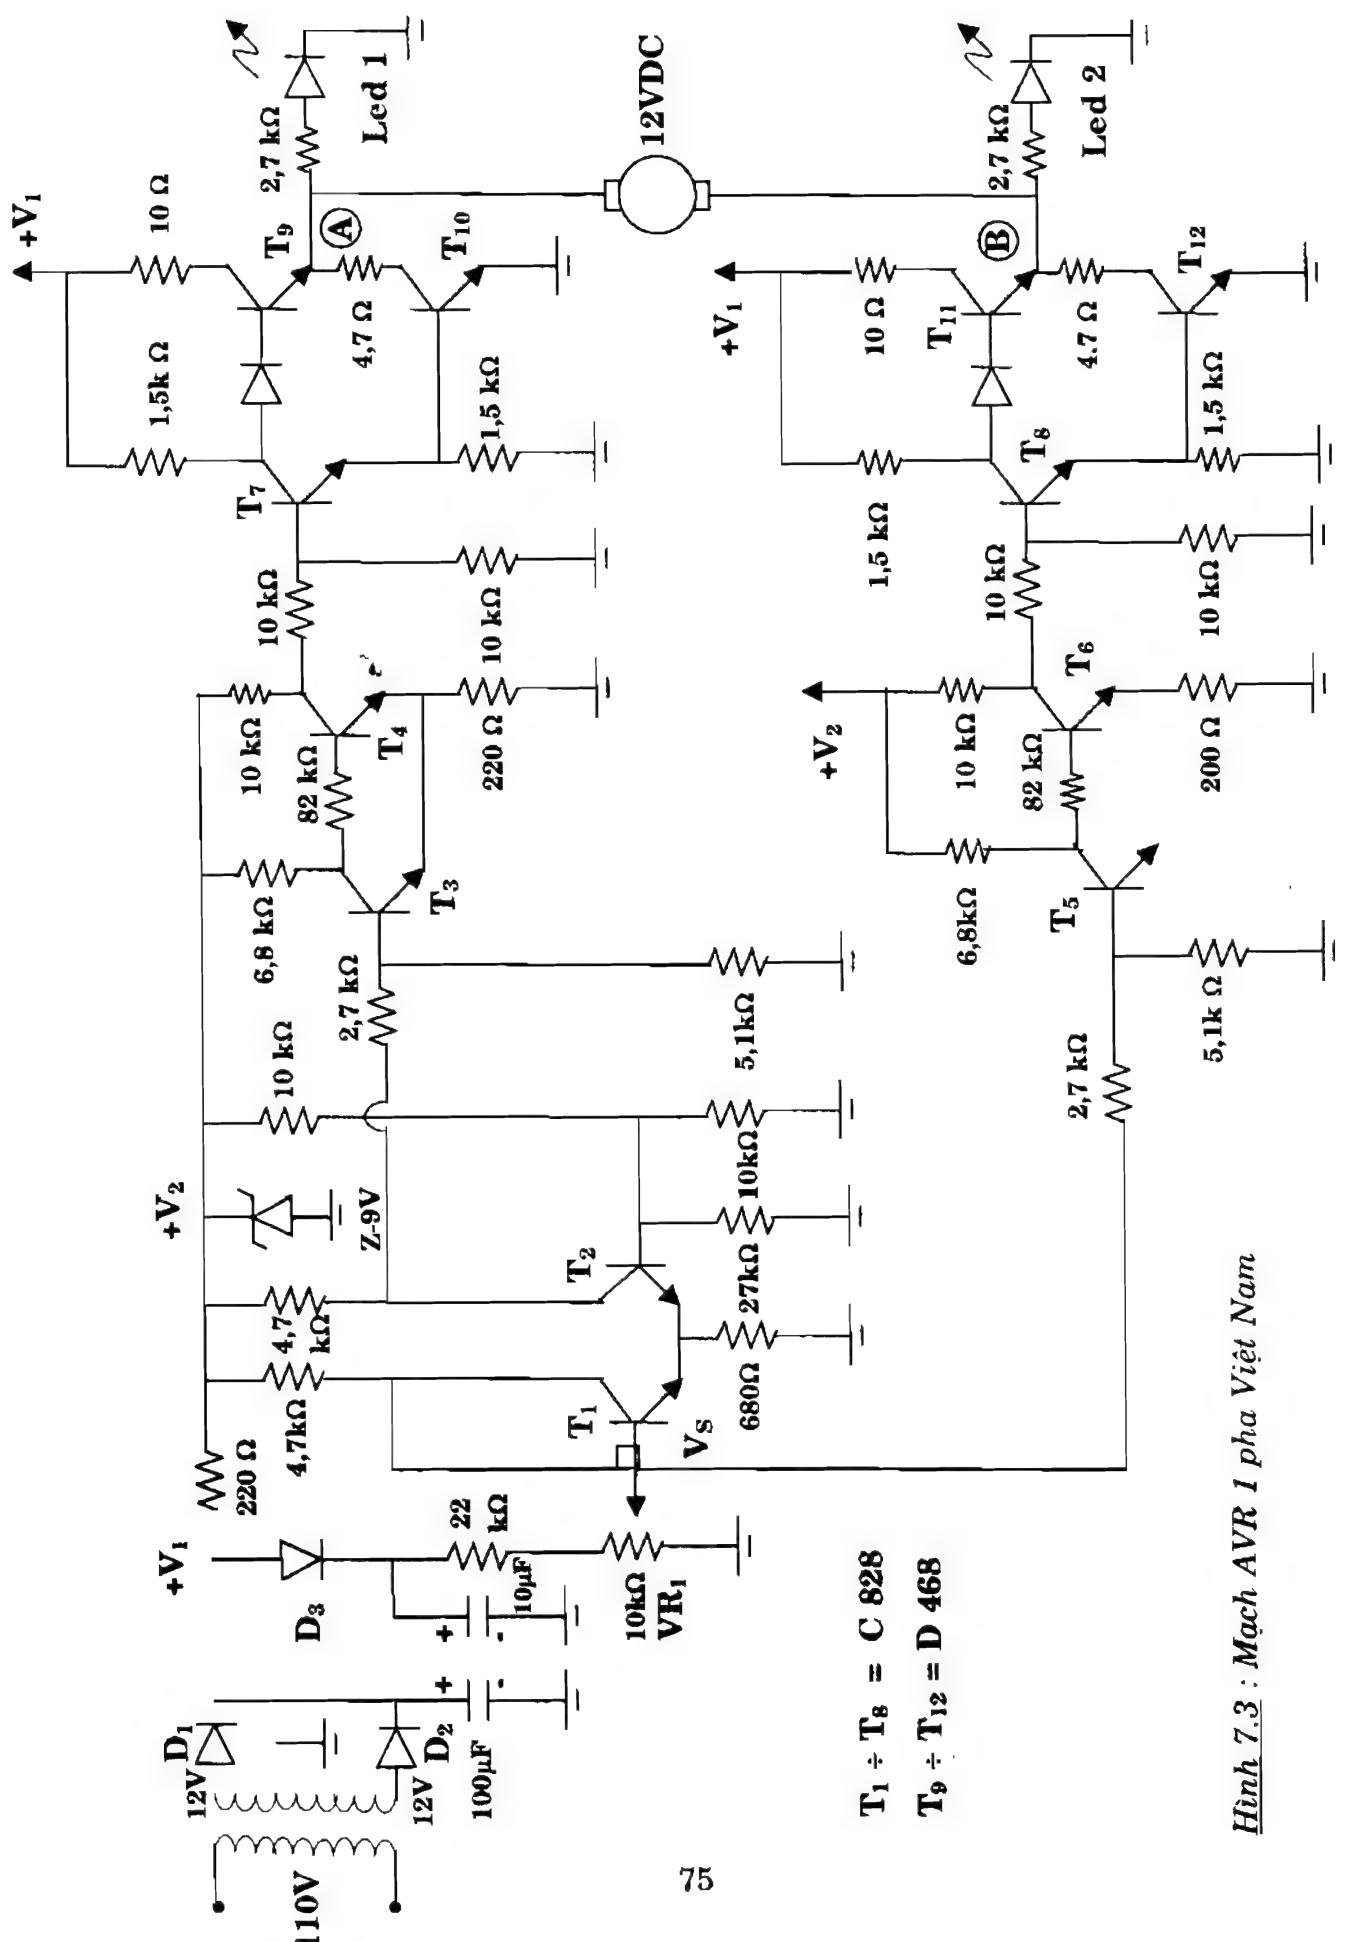 +V₁
10 Ω
1,5k Ω
T₉
2,7 kΩ
Led 1
A
T₁₀
4,7 Ω
1,5 kΩ
T₇
10 kΩ
10 kΩ
10 kΩ
82 kΩ
T₄
220 Ω
6,8 kΩ
T₃
2,7 kΩ
5,1kΩ
10 kΩ
10kΩ
+V₂
Z-9V
T₂
27kΩ
4,7 kΩ
4,7kΩ
T₁
680Ω
V_S
220 Ω
+V₁
D₃
22 kΩ
+
-
10µF
10kΩ
VR₁
D₁
12V
D₂
12V
+
-
100µF
110V
12VDC
+V₁
10 Ω
T₁₁
B
2,7 kΩ
Led 2
T₁₂
4.7 Ω
1,5 kΩ
1,5 kΩ
T₈
10 kΩ
10 kΩ
+V₂
10 kΩ
T₆
82 kΩ
200 Ω
6,8kΩ
T₅
5,1k Ω
2,7 kΩ
T₁ ÷ T₈ = C 828
T₉ ÷ T₁₂ = D 468
Hình 7.3 : Mạch AVR 1 pha Việt Nam
75